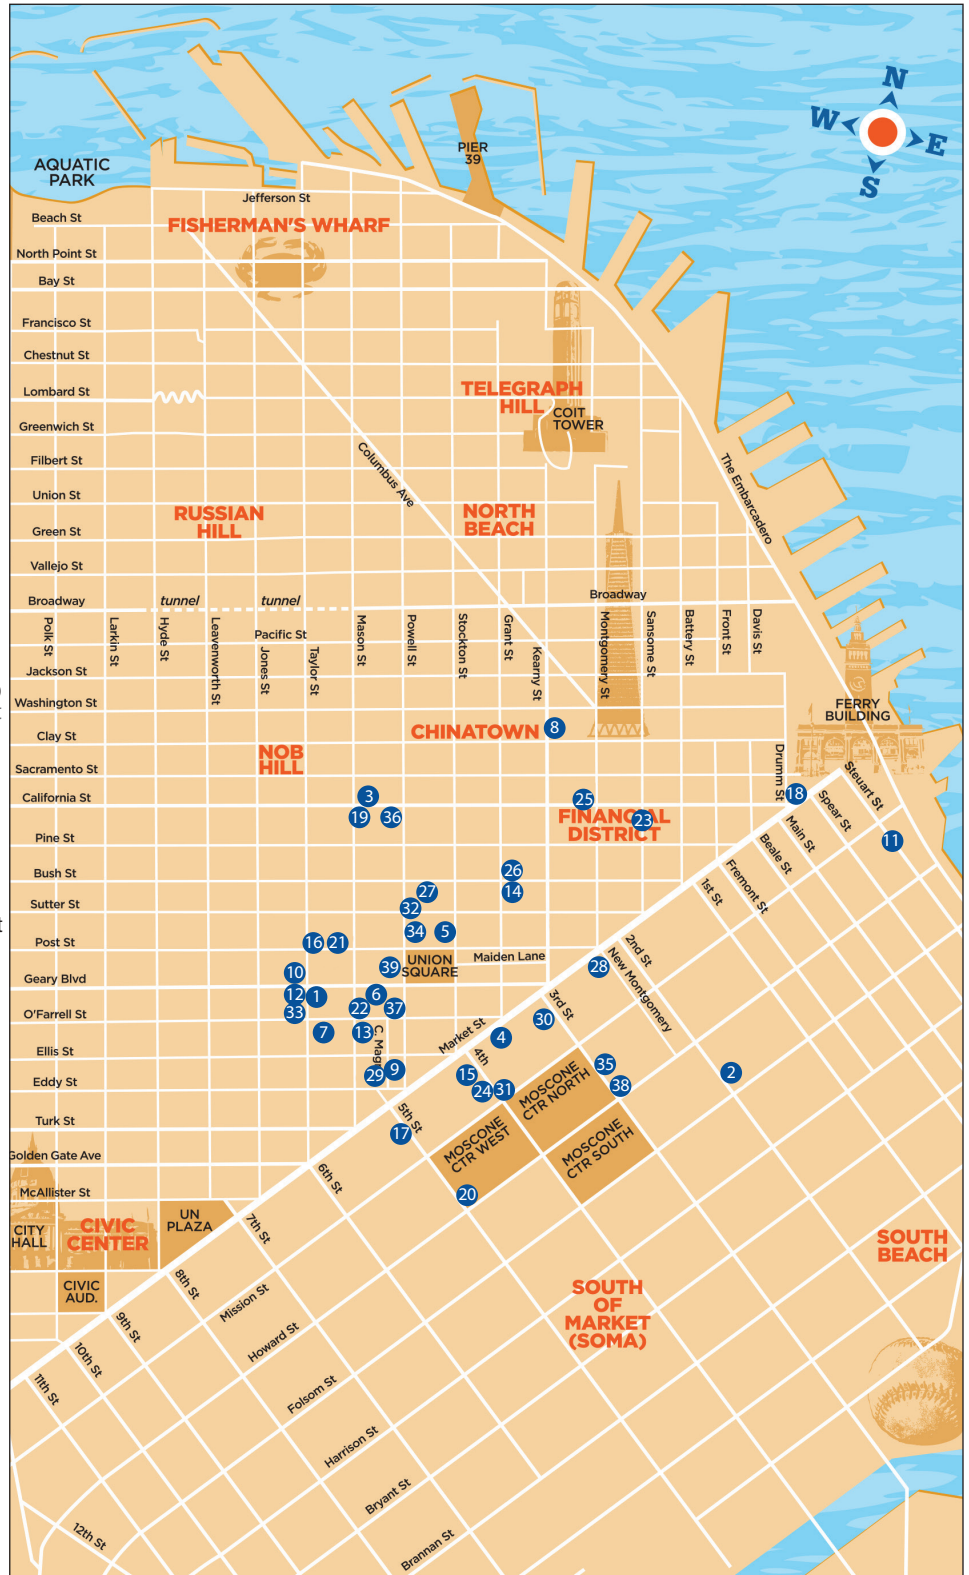 N
W
E
S
PIER
39
AQUATIC
PARK
Jefferson St
Beach St
FISHERMAN'S WHARF
North Point St
Bay St
Francisco St
Chestnut St
Lombard St
TELEGRAPH
HILL
COIT
TOWER
Greenwich St
Filbert St
Columbus Ave
The Embarcadero
Union St
RUSSIAN
HILL
NORTH
BEACH
Green St
Vallejo St
Broadway
tunnel
tunnel
Broadway
Polk St
Larkin St
Hyde St
Leavenworth St
Pacific St
Jones St
Taylor St
Mason St
Powell St
Stockton St
Grant St
Kearny St
Montgomery St
Sansome St
Battery St
Front St
Davis St
Jackson St
Washington St
FERRY
BUILDING
Clay St
CHINATOWN
8
NOB
HILL
Sacramento St
Drumm St
Steuart St
California St
3
25
18
Spear St
19
36
FINANCIAL
DISTRICT
23
Main St
11
Pine St
Beale St
Bush St
26
Fremont St
27
14
1st St
Sutter St
32
34
5
Post St
16
21
2nd St
Maiden Lane
UNION
SQUARE
39
28
New Montgomery
10
Geary Blvd
12
1
6
3rd St
O'Farrell St
33
22
37
30
7
13
C. Mag
Market St
4
Ellis St
4th
29
9
15
35
2
Eddy St
24
31
38
MOSCONE
CTR NORTH
5th St
Turk St
17
MOSCONE
CTR WEST
MOSCONE
CTR SOUTH
Golden Gate Ave
6th St
McAllister St
20
UN
PLAZA
CITY
HALL
CIVIC
CENTER
7th St
SOUTH
BEACH
CIVIC
AUD.
8th St
Mission St
SOUTH
OF
MARKET
(SOMA)
9th St
Howard St
10th St
11th St
Folsom St
Harrison St
Bryant St
12th St
Brannan St